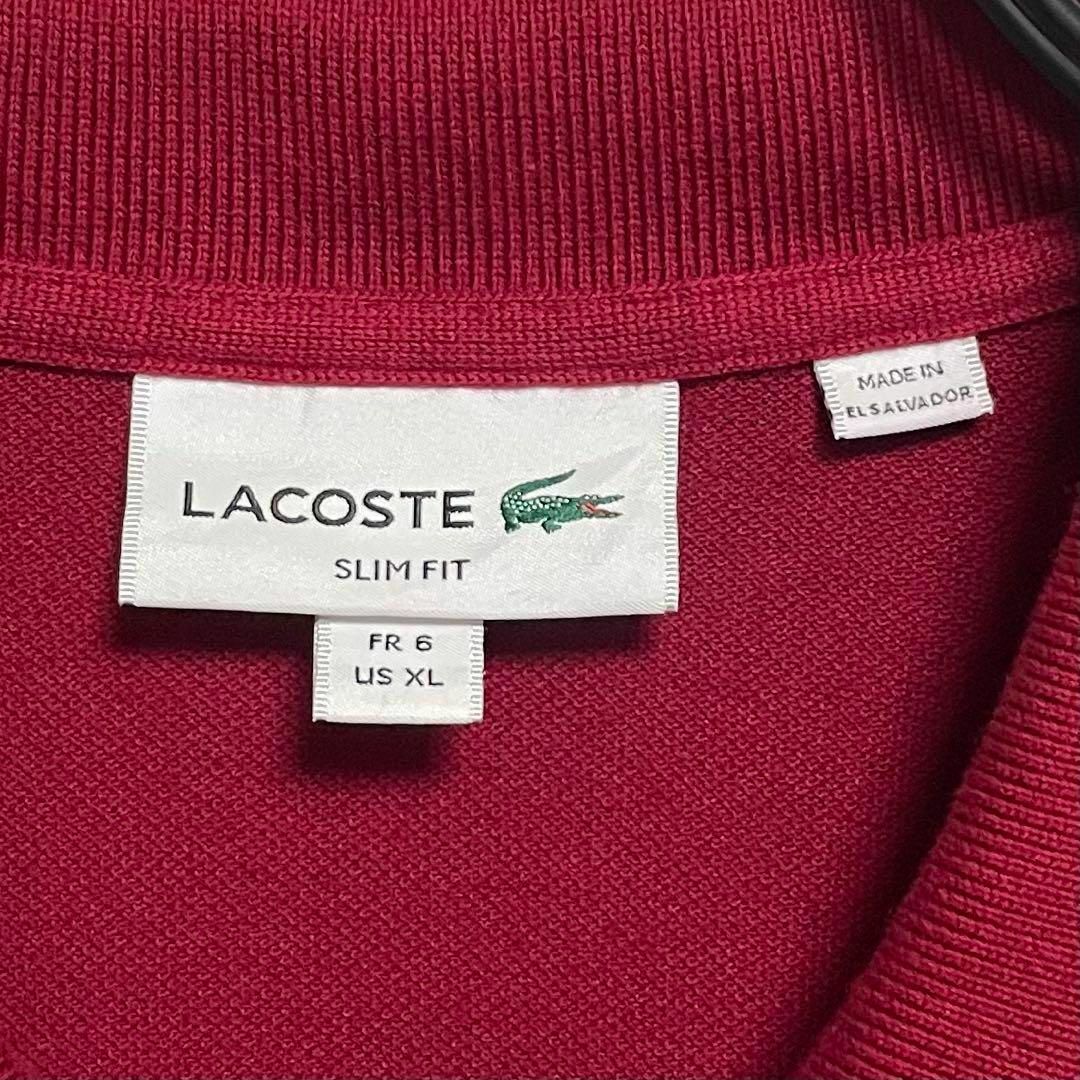 LACOSTE
SLIM FIT
FR 6
US XL
MADE IN
EL SALVADOR